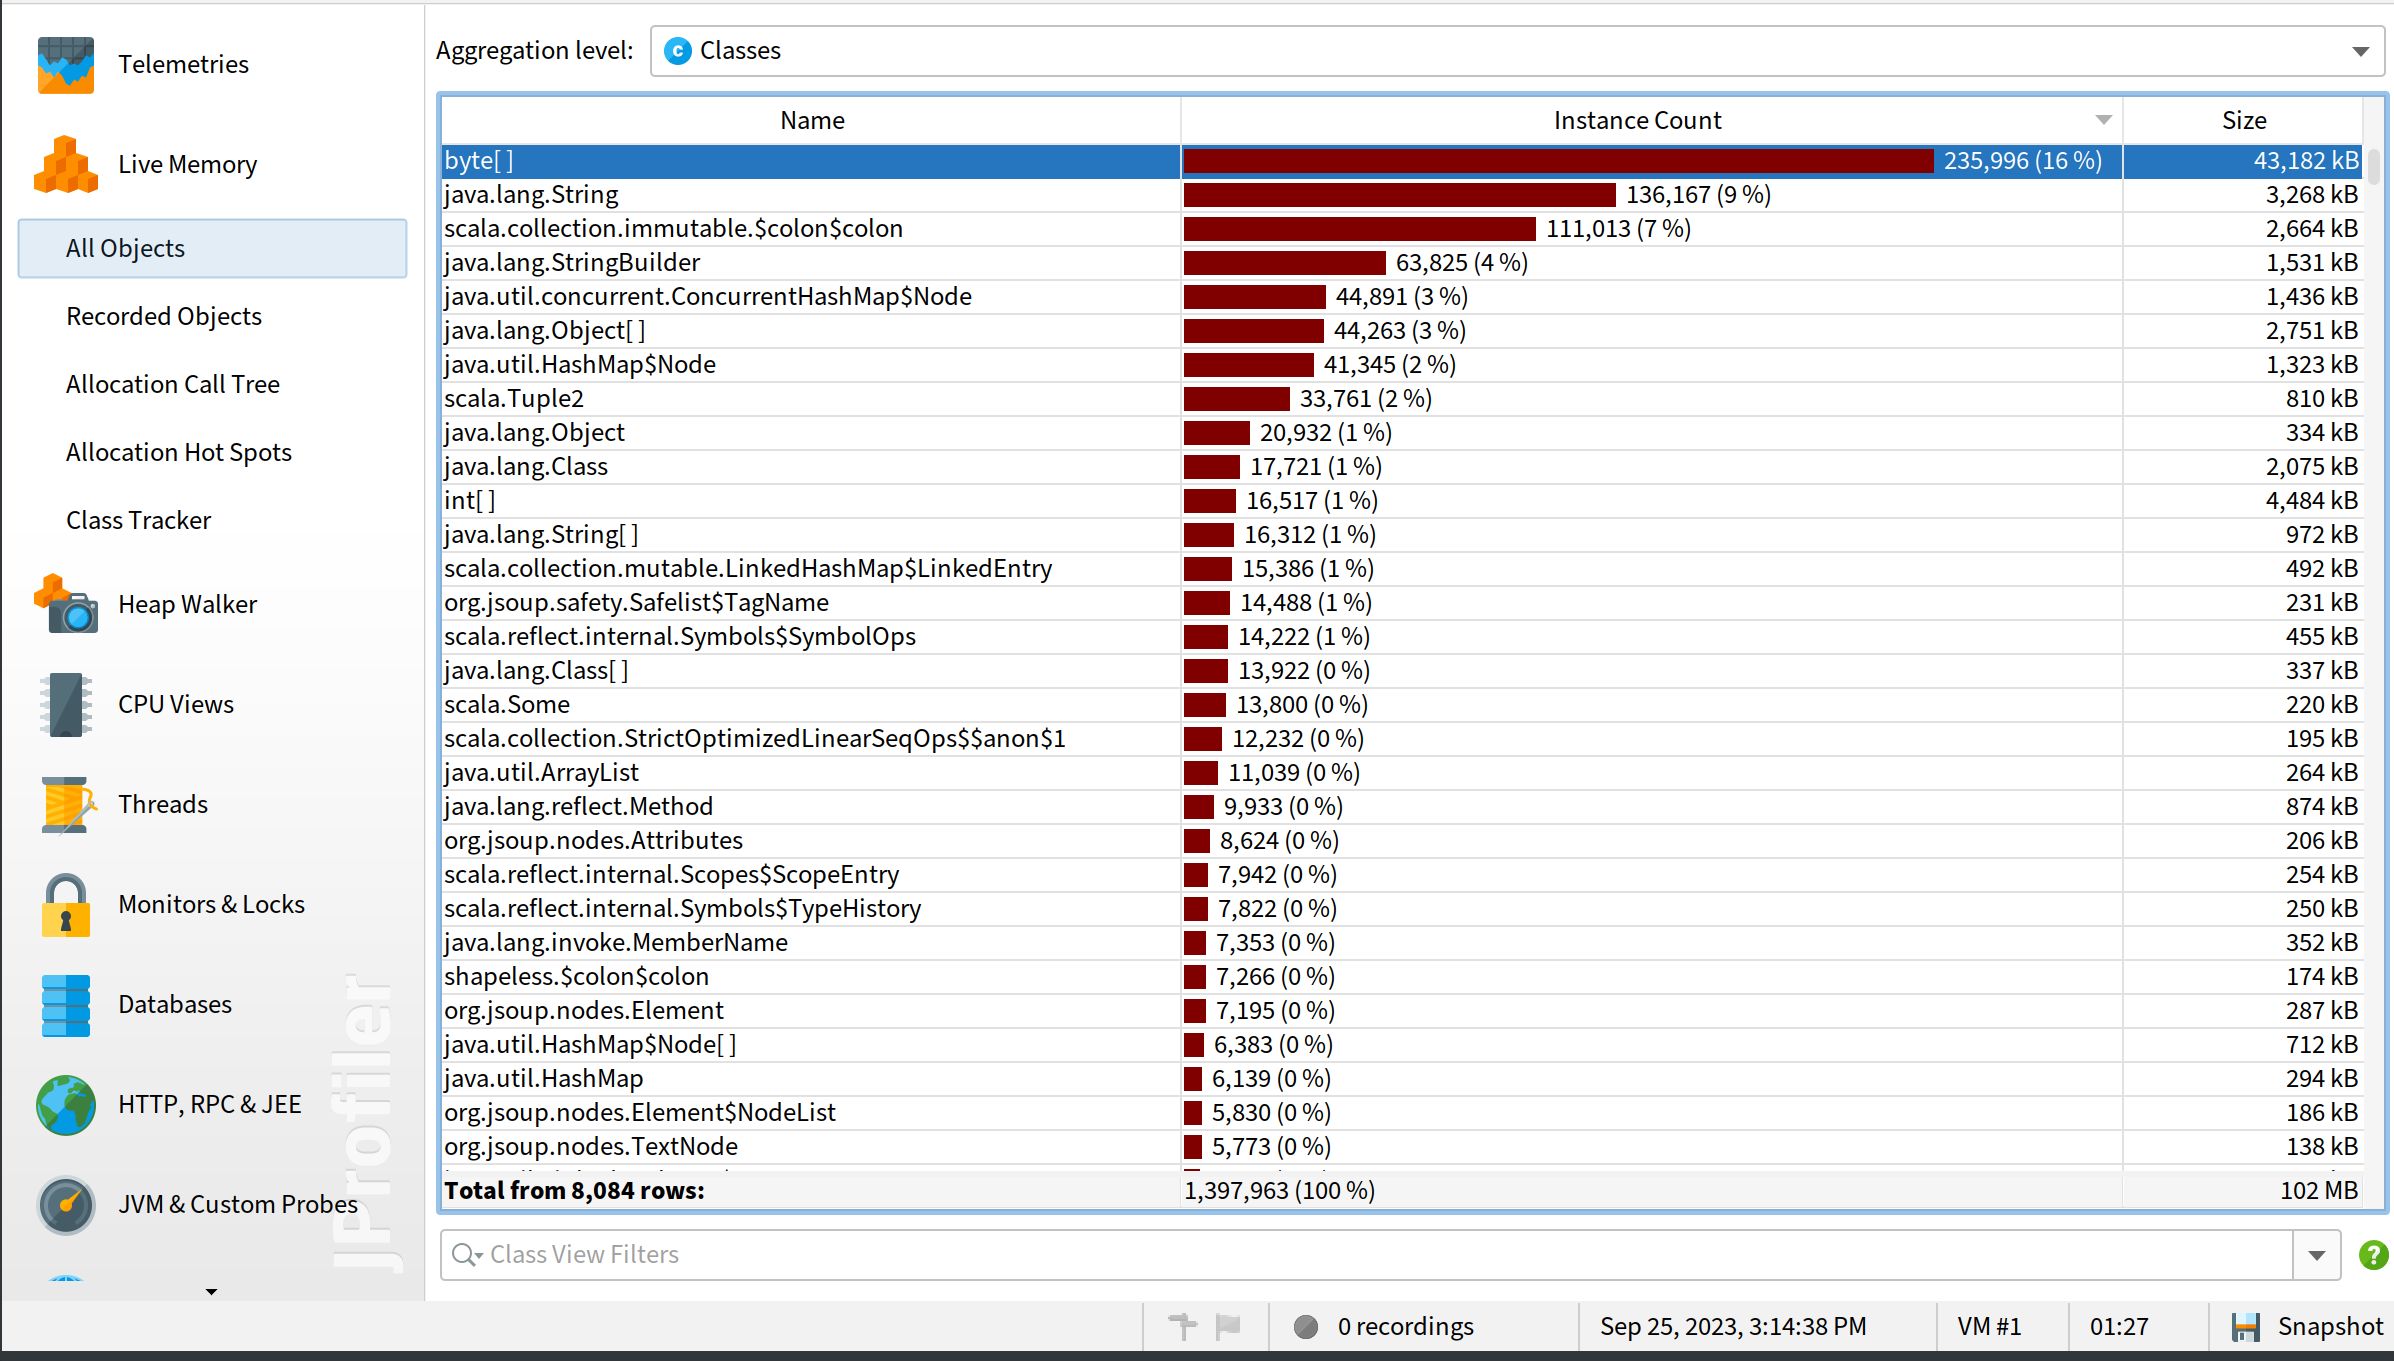 Telemetries
Live Memory
All Objects
Recorded Objects
Allocation Call Tree
Allocation Hot Spots
Class Tracker
Heap Walker
CPU Views
Threads
Monitors & Locks
Databases
HTTP, RPC & JEE
JVM & Custom Probes
JProfiler
Aggregation level: C Classes
Name Instance Count Size
byte[ ] 235,996 (16 %) 43,182 kB
java.lang.String 136,167 (9 %) 3,268 kB
scala.collection.immutable.$colon$colon 111,013 (7 %) 2,664 kB
java.lang.StringBuilder 63,825 (4 %) 1,531 kB
java.util.concurrent.ConcurrentHashMap$Node 44,891 (3 %) 1,436 kB
java.lang.Object[ ] 44,263 (3 %) 2,751 kB
java.util.HashMap$Node 41,345 (2 %) 1,323 kB
scala.Tuple2 33,761 (2 %) 810 kB
java.lang.Object 20,932 (1 %) 334 kB
java.lang.Class 17,721 (1 %) 2,075 kB
int[ ] 16,517 (1 %) 4,484 kB
java.lang.String[ ] 16,312 (1 %) 972 kB
scala.collection.mutable.LinkedHashMap$LinkedEntry 15,386 (1 %) 492 kB
org.jsoup.safety.Safelist$TagName 14,488 (1 %) 231 kB
scala.reflect.internal.Symbols$SymbolOps 14,222 (1 %) 455 kB
java.lang.Class[ ] 13,922 (0 %) 337 kB
scala.Some 13,800 (0 %) 220 kB
scala.collection.StrictOptimizedLinearSeqOps$$anon$1 12,232 (0 %) 195 kB
java.util.ArrayList 11,039 (0 %) 264 kB
java.lang.reflect.Method 9,933 (0 %) 874 kB
org.jsoup.nodes.Attributes 8,624 (0 %) 206 kB
scala.reflect.internal.Scopes$ScopeEntry 7,942 (0 %) 254 kB
scala.reflect.internal.Symbols$TypeHistory 7,822 (0 %) 250 kB
java.lang.invoke.MemberName 7,353 (0 %) 352 kB
shapeless.$colon$colon 7,266 (0 %) 174 kB
org.jsoup.nodes.Element 7,195 (0 %) 287 kB
java.util.HashMap$Node[ ] 6,383 (0 %) 712 kB
java.util.HashMap 6,139 (0 %) 294 kB
org.jsoup.nodes.Element$NodeList 5,830 (0 %) 186 kB
org.jsoup.nodes.TextNode 5,773 (0 %) 138 kB
Total from 8,084 rows: 1,397,963 (100 %) 102 MB
Class View Filters ?
0 recordings Sep 25, 2023, 3:14:38 PM VM #1 01:27 Snapshot